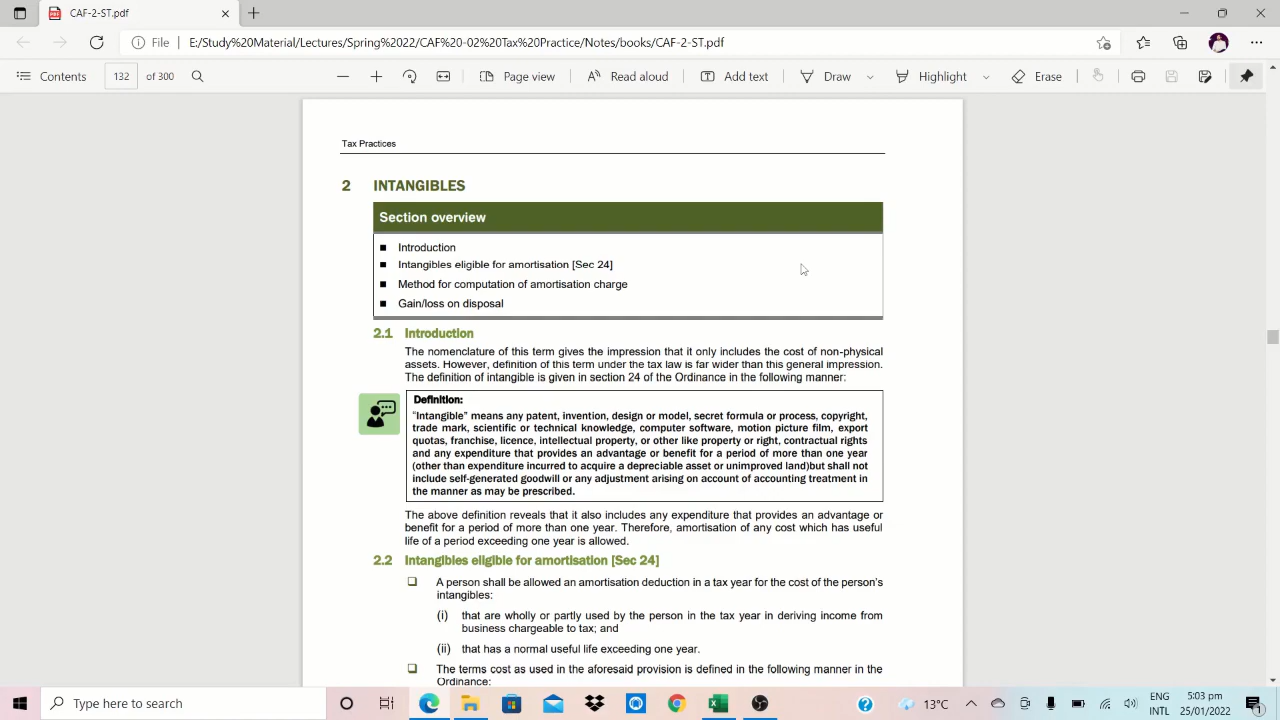 CAF-2-ST.pdf
File
E:/Study%20Material/Lectures/Spring%2022/CAF%20-02%20Tax%20Practice/Notes/books/CAF-2-ST.pdf
Contents
132
of 300
Page view
Read aloud
Add text
Draw
Highlight
Erase
Tax Practices
2 INTANGIBLES
Section overview
■ Introduction
■ Intangibles eligible for amortisation [Sec 24]
■ Method for computation of amortisation charge
■ Gain/loss on disposal
2.1 Introduction
The nomenclature of this term gives the impression that it only includes the cost of non-physical
assets. However, definition of this term under the tax law is far wider than this general impression.
The definition of intangible is given in section 24 of the Ordinance in the following manner:
Definition:
“Intangible” means any patent, invention, design or model, secret formula or process, copyright,
trade mark, scientific or technical knowledge, computer software, motion picture film, export
quotas, franchise, licence, intellectual property, or other like property or right, contractual rights
and any expenditure that provides an advantage or benefit for a period of more than one year
(other than expenditure incurred to acquire a depreciable asset or unimproved land)but shall not
include self-generated goodwill or any adjustment arising on account of accounting treatment in
the manner as may be prescribed.
The above definition reveals that it also includes any expenditure that provides an advantage or
benefit for a period of more than one year. Therefore, amortisation of any cost which has useful
life of a period exceeding one year is allowed.
2.2 Intangibles eligible for amortisation [Sec 24]
❑ A person shall be allowed an amortisation deduction in a tax year for the cost of the person's
intangibles:
(i) that are wholly or partly used by the person in the tax year in deriving income from
business chargeable to tax; and
(ii) that has a normal useful life exceeding one year.
❑ The terms cost as used in the aforesaid provision is defined in the following manner in the
Ordinance:
Type here to search
13°C
ENG
INTL
5:03 pm
25/01/2022